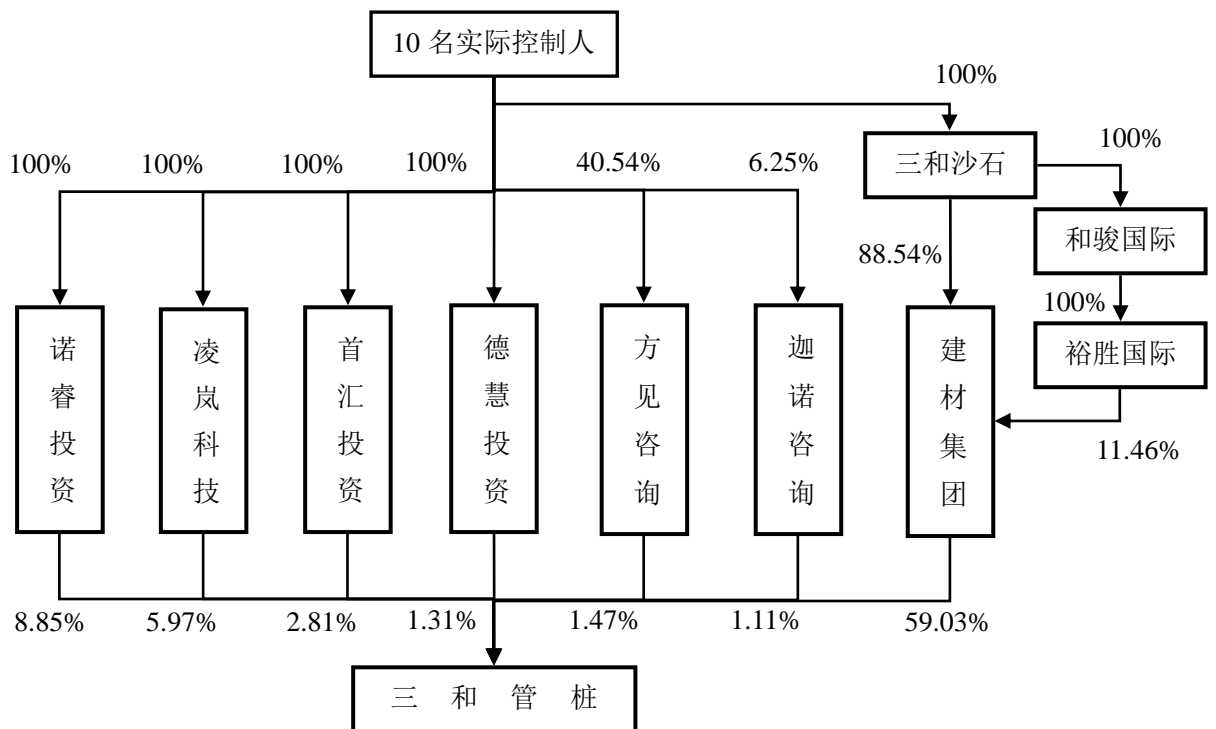 10 名实际控制人
100%
100%
100%
100%
100%
100%
40.54%
6.25%
三和沙石
和骏国际
88.54%
100%
裕胜国际
诺睿投资
凌岚科技
首汇投资
德慧投资
方见咨询
迦诺咨询
建材集团
11.46%
8.85%
5.97%
2.81%
1.31%
1.47%
1.11%
59.03%
三和管桩